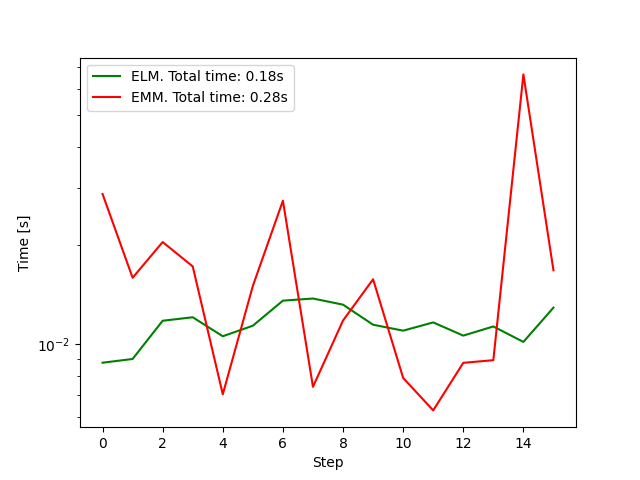 ELM. Total time: 0.18s
EMM. Total time: 0.28s
Time [s]
10⁻²
0 2 4 6 8 10 12 14
Step